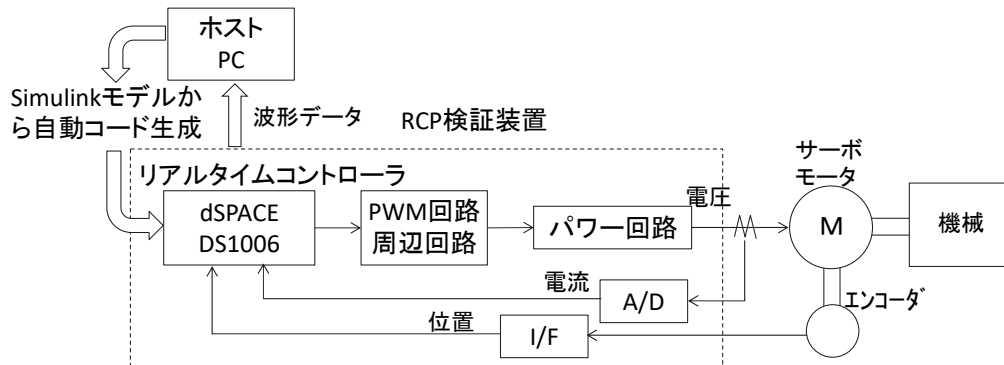 ホスト
PC
Simulinkモデルか
ら自動コード生成
波形データ
RCP検証装置
リアルタイムコントローラ
dSPACE
DS1006
PWM回路
周辺回路
パワー回路
電圧
サーボ
モータ
M
機械
電流
A/D
エンコーダ
位置
I/F